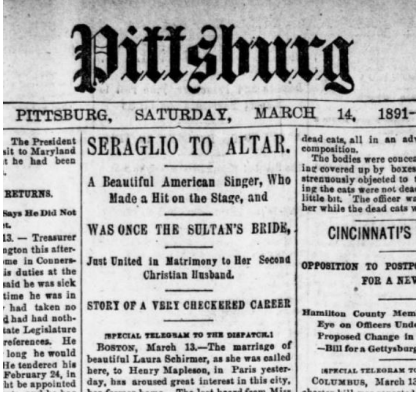 Pittsburg
PITTSBURG, SATURDAY, MARCH 14, 1891-
The President
sit to Maryland
t he had been
RETURNS.
Says He Did Not
13. — Treasurer
ngton this after-
ome in Conners-
is duties at the
said he was sick
time he was in
had taken no
d had had noth-
tate Legislature
references. He
long he would
He tendered his
February 24, in
ht be appointed
SERAGLIO TO ALTAR.
A Beautiful American Singer, Who
Made a Hit on the Stage, and
WAS ONCE THE SULTAN'S BRIDE,
Just United in Matrimony to Her Second
Christian Husband.
STORY OF A VERY CHECKERED CAREER
[SPECIAL TELEGRAM TO THE DISPATCH.]
BOSTON, March 13.—The marriage of
beautiful Laura Schirmer, as she was called
here, to Henry Mapleson, in Paris yester-
day, has aroused great interest in this city,
dead cats, all in an adv
composition.
The bodies were concea
ing covered up by boxes
strenuously objected to t
ing the cats were not dea
little bit. The officer wa
her while the dead cats w
CINCINNATI'S
OPPOSITION TO POSTP
FOR A NEW
Hamilton County Mem
Eye on Officers Und
Proposed Change in
—Bill for a Gettysburg
[SPECIAL TELEGRAM TO
COLUMBUS, March 13